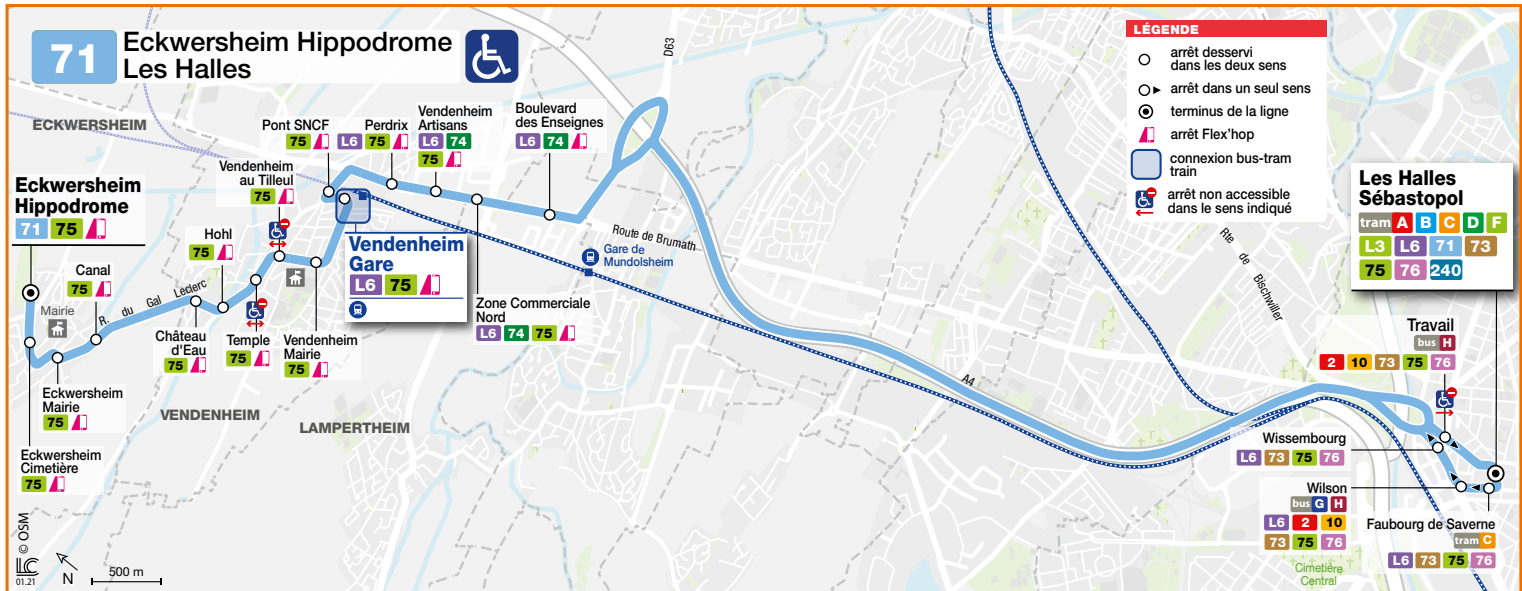 71
Eckwersheim Hippodrome
Les Halles
D63
LÉGENDE
arrêt desservi
dans les deux sens
arrêt dans un seul sens
terminus de la ligne
arrêt Flex'hop
connexion bus-tram
train
arrêt non accessible
dans le sens indiqué
ECKWERSHEIM
Eckwersheim
Hippodrome
71 75
Canal
75
Mairie
R. du Gal Leclerc
Eckwersheim
Mairie
75
Eckwersheim
Cimetière
75
Château
d'Eau
75
Hohl
75
Temple
75
Vendenheim
au Tilleul
75
Vendenheim
Mairie
75
VENDENHEIM
LAMPERTHEIM
Pont SNCF
75
Vendenheim
Gare
L6 75
Perdrix
L6 75
Vendenheim
Artisans
L6 74
75
Zone Commerciale
Nord
L6 74 75
Boulevard
des Enseignes
L6 74
Route de Brumath
Gare de
Mundolsheim
A4
Rte de Bischwiller
Les Halles
Sébastopol
tram A B C D F
L3 L6 71 73
75 76 240
Travail
bus H
2 10 73 75 76
Wissembourg
L6 73 75 76
Wilson
bus G H
L6 2 10
73 75 76
Faubourg de Saverne
tram C
L6 73 75 76
Cimetière
Central
© OSM
LC
01.21
N
500 m